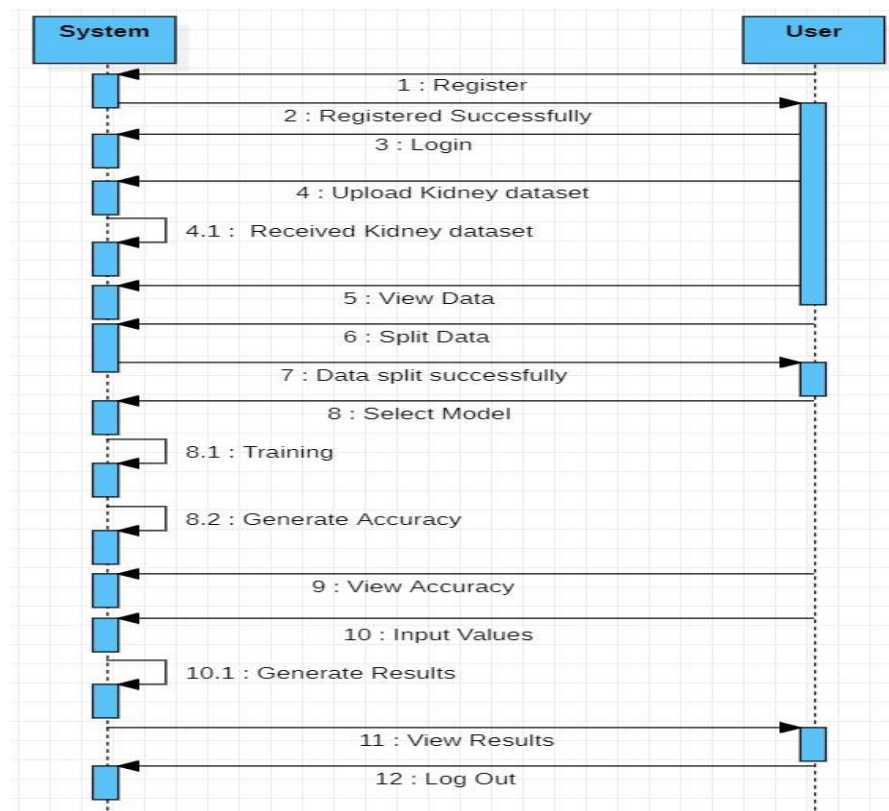 System
User
1 : Register
2 : Registered Successfully
3 : Login
4 : Upload Kidney dataset
4.1 : Received Kidney dataset
5 : View Data
6 : Split Data
7 : Data split successfully
8 : Select Model
8.1 : Training
8.2 : Generate Accuracy
9 : View Accuracy
10 : Input Values
10.1 : Generate Results
11 : View Results
12 : Log Out